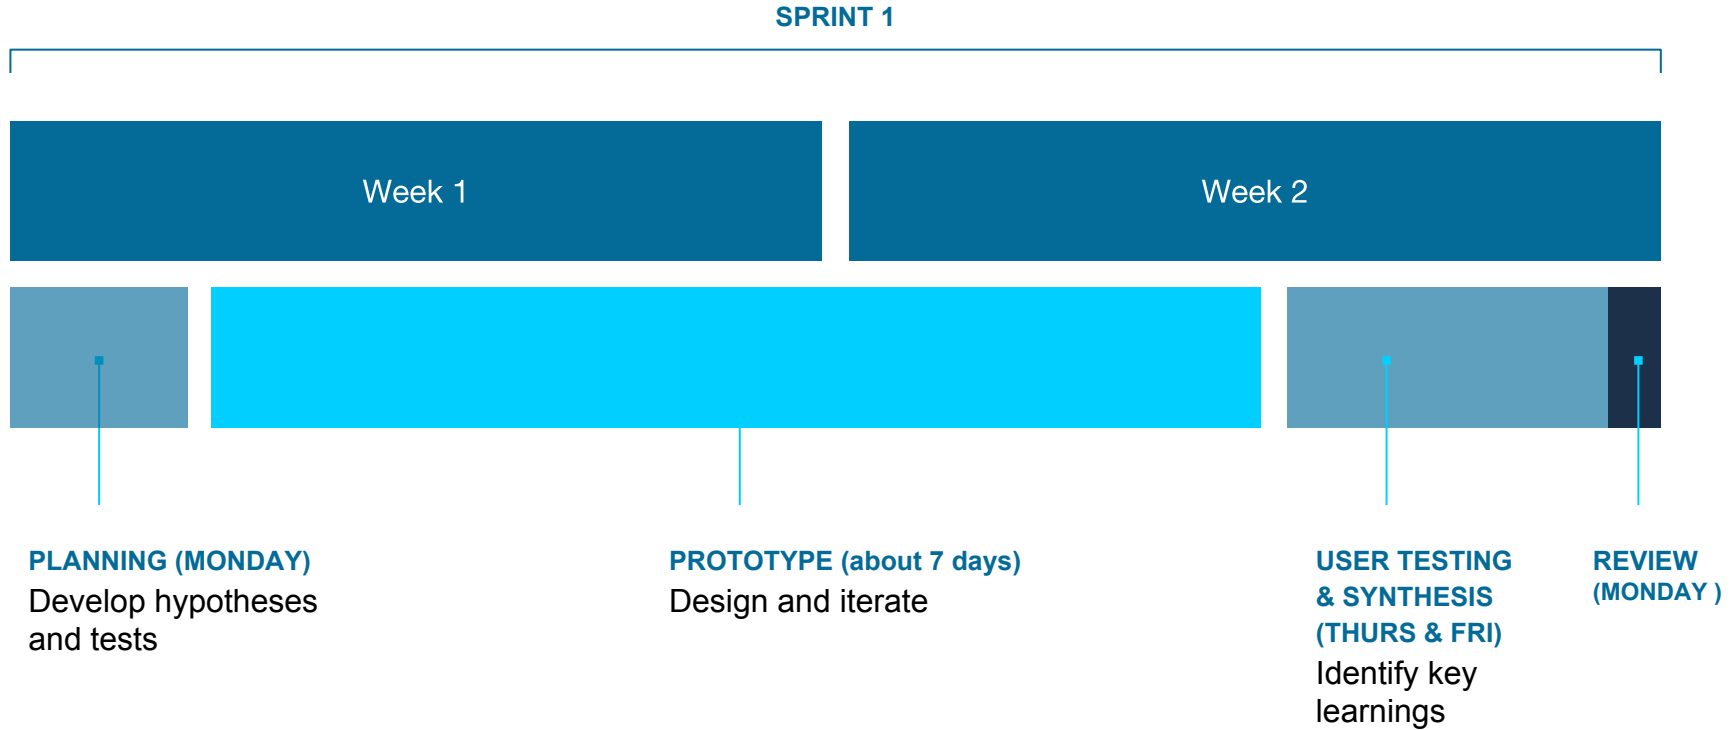 SPRINT 1
Week 1
Week 2
PLANNING (MONDAY)
Develop hypotheses
and tests
PROTOTYPE (about 7 days)
Design and iterate
USER TESTING
& SYNTHESIS
(THURS & FRI)
Identify key
learnings
REVIEW
(MONDAY )